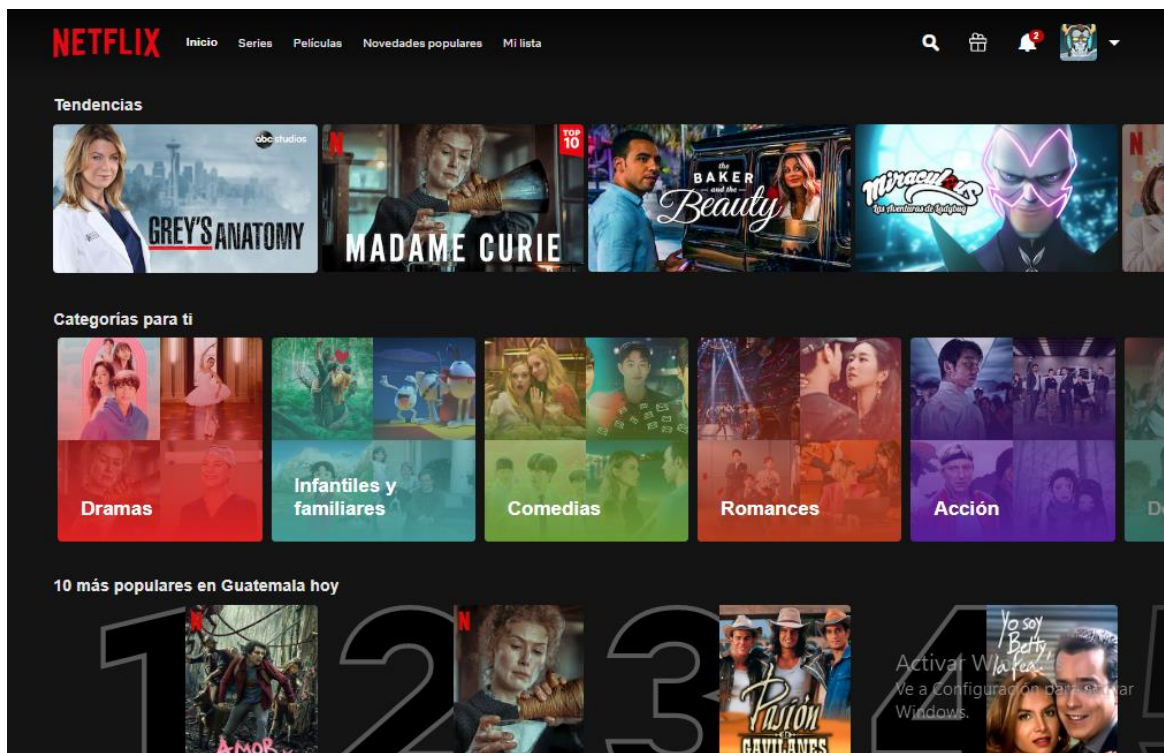 NETFLIX Inicio Series Películas Novedades populares Mi lista 2
Tendencias
abc studios
GREY'S ANATOMY
N
TOP
10
MADAME CURIE
the
BAKER
and the
Beauty
Miraculous
Las Aventuras de Ladybug
N
Categorías para ti
Dramas
Infantiles y
familiares
Comedias
Romances
Acción
10 más populares en Guatemala hoy
1 2 3 4 5
N
AMOR
N
Pasión
DE
GAVILANES
Yo soy
Betty,
la fea.
Activar
Ve a Configuración para
Windows.